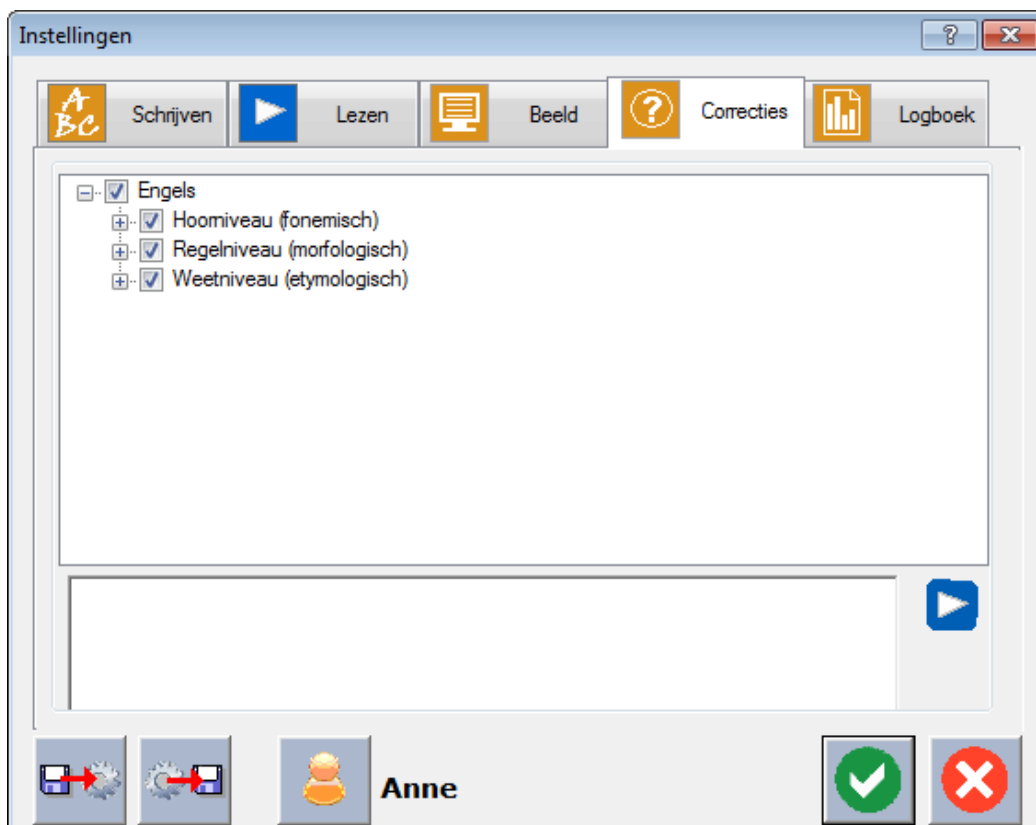 Instellingen
Schrijven Lezen Beeld Correcties Logboek
Engels
Hoorniveau (fonemisch)
Regelniveau (morfologisch)
Weetniveau (etymologisch)
Anne